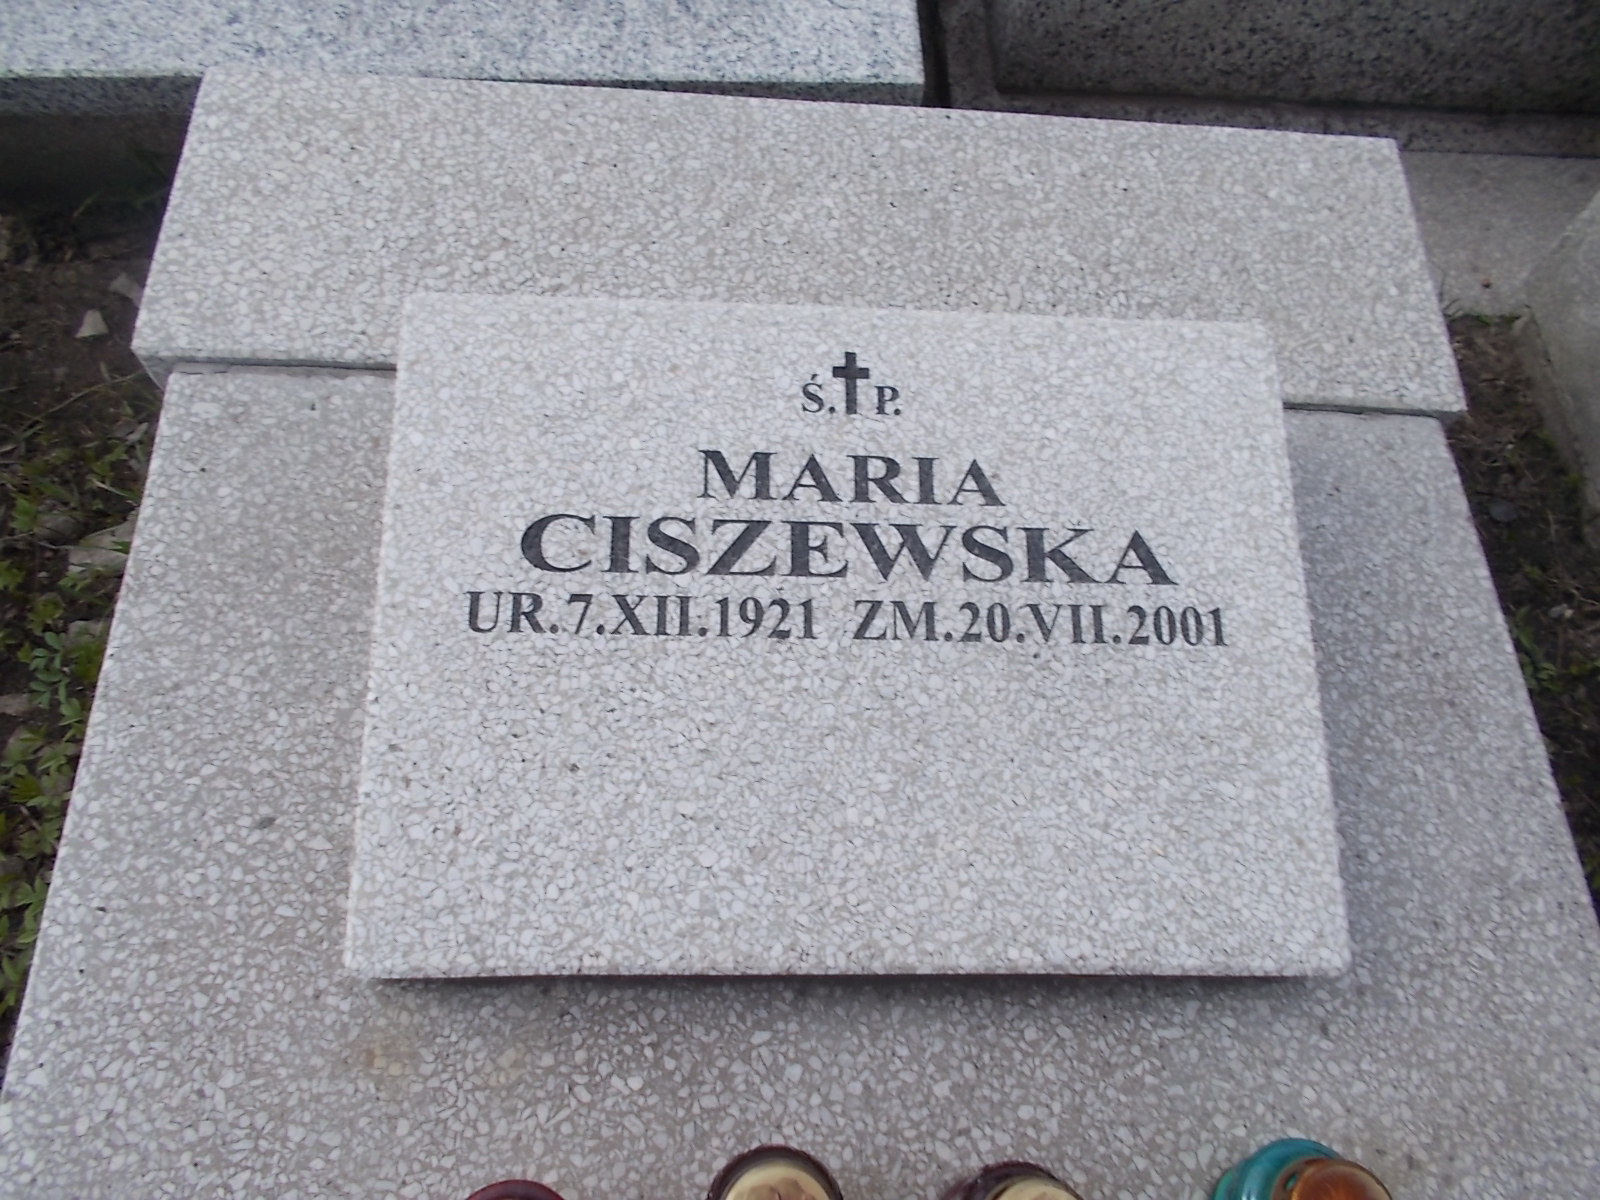 Ś.✝P.
MARIA
CISZEWSKA
UR.7.XII.1921 ZM.20.VII.2001